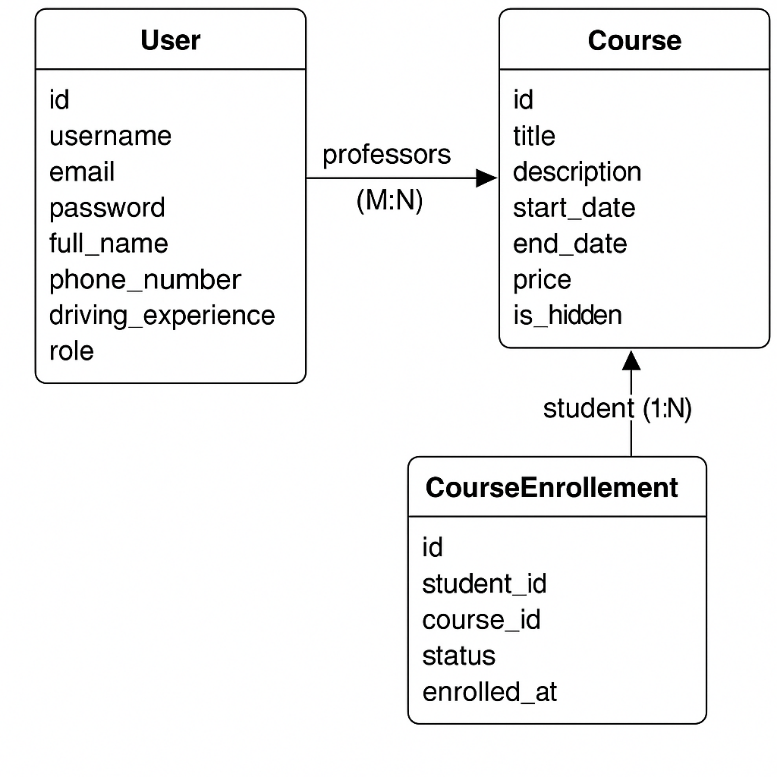 User
id
username
email
password
full_name
phone_number
driving_experience
role
professors
(M:N)
Course
id
title
description
start_date
end_date
price
is_hidden
student (1:N)
CourseEnrollement
id
student_id
course_id
status
enrolled_at